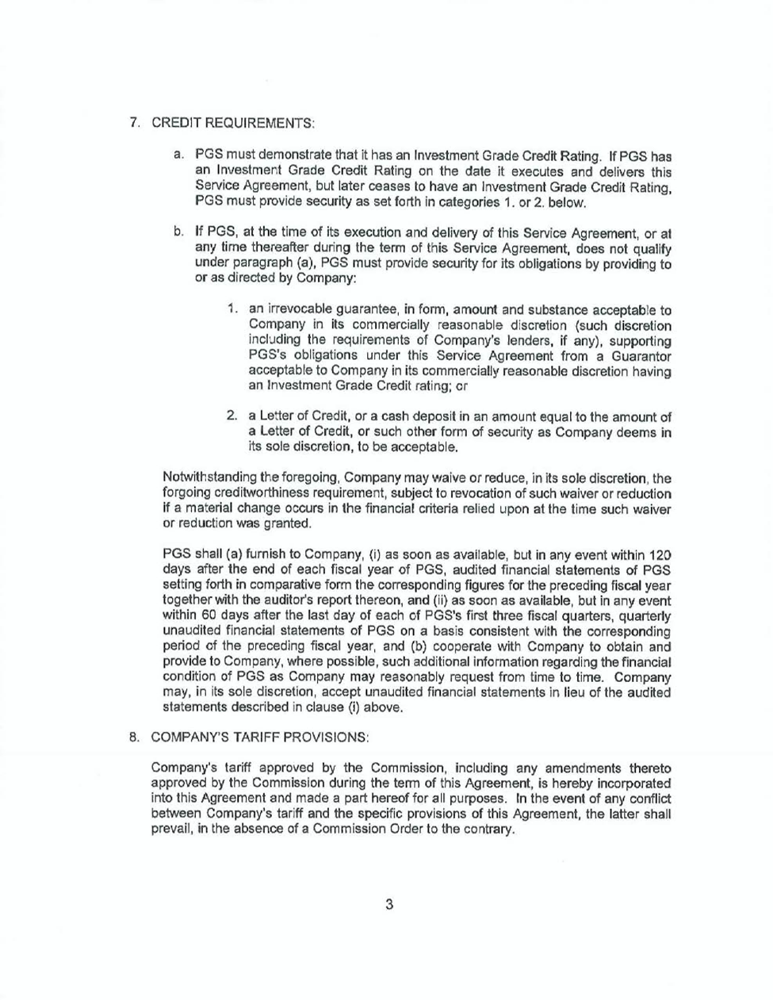 7. CREDIT REQUIREMENTS:
a. PGS must demonstrate that it has an Investment Grade Credit Rating. If PGS has
an Investment Grade Credit Rating on the date it executes and delivers this
Service Agreement, but later ceases to have an Investment Grade Credit Rating,
PGS must provide security as set forth in categories 1. or 2. below.
b. If PGS, at the time of its execution and delivery of this Service Agreement, or at
any time thereafter during the term of this Service Agreement, does not qualify
under paragraph (a), PGS must provide security for its obligations by providing to
or as directed by Company:
1. an irrevocable guarantee, in form, amount and substance acceptable to
Company in its commercially reasonable discretion (such discretion
including the requirements of Company's lenders, if any), supporting
PGS's obligations under this Service Agreement from a Guarantor
acceptable to Company in its commercially reasonable discretion having
an Investment Grade Credit rating; or
2. a Letter of Credit, or a cash deposit in an amount equal to the amount of
a Letter of Credit, or such other form of security as Company deems in
its sole discretion, to be acceptable.
Notwithstanding the foregoing, Company may waive or reduce, in its sole discretion, the
forgoing creditworthiness requirement, subject to revocation of such waiver or reduction
if a material change occurs in the financial criteria relied upon at the time such waiver
or reduction was granted.
PGS shall (a) furnish to Company, (i) as soon as available, but in any event within 120
days after the end of each fiscal year of PGS, audited financial statements of PGS
setting forth in comparative form the corresponding figures for the preceding fiscal year
together with the auditor's report thereon, and (ii) as soon as available, but in any event
within 60 days after the last day of each of PGS's first three fiscal quarters, quarterly
unaudited financial statements of PGS on a basis consistent with the corresponding
period of the preceding fiscal year, and (b) cooperate with Company to obtain and
provide to Company, where possible, such additional information regarding the financial
condition of PGS as Company may reasonably request from time to time. Company
may, in its sole discretion, accept unaudited financial statements in lieu of the audited
statements described in clause (i) above.
8. COMPANY'S TARIFF PROVISIONS:
Company's tariff approved by the Commission, including any amendments thereto
approved by the Commission during the term of this Agreement, is hereby incorporated
into this Agreement and made a part hereof for all purposes. In the event of any conflict
between Company's tariff and the specific provisions of this Agreement, the latter shall
prevail, in the absence of a Commission Order to the contrary.
3